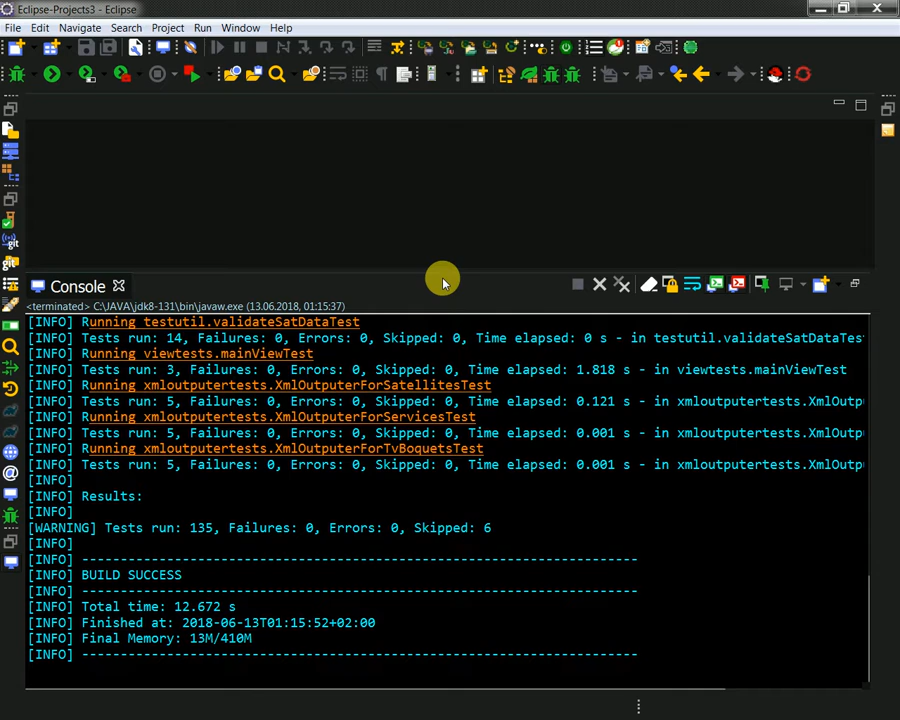 Eclipse-Projects3 - Eclipse
File Edit Navigate Search Project Run Window Help
Console
<terminated> C:\JAVA\jdk8-131\bin\javaw.exe (13.06.2018, 01:15:37)
[INFO] Running testutil.validateSatDataTest
[INFO] Tests run: 14, Failures: 0, Errors: 0, Skipped: 0, Time elapsed: 0 s - in testutil.validateSatDataTes
[INFO] Running viewtests.mainViewTest
[INFO] Tests run: 3, Failures: 0, Errors: 0, Skipped: 0, Time elapsed: 1.818 s - in viewtests.mainViewTest
[INFO] Running xmloutputertests.XmlOutputerForSatellitesTest
[INFO] Tests run: 5, Failures: 0, Errors: 0, Skipped: 0, Time elapsed: 0.121 s - in xmloutputertests.XmlOutp
[INFO] Running xmloutputertests.XmlOutputerForServicesTest
[INFO] Tests run: 5, Failures: 0, Errors: 0, Skipped: 0, Time elapsed: 0.001 s - in xmloutputertests.XmlOutp
[INFO] Running xmloutputertests.XmlOutputerForTvBoquetsTest
[INFO] Tests run: 5, Failures: 0, Errors: 0, Skipped: 0, Time elapsed: 0.001 s - in xmloutputertests.XmlOutp
[INFO]
[INFO] Results:
[INFO]
[WARNING] Tests run: 135, Failures: 0, Errors: 0, Skipped: 6
[INFO]
[INFO] ------------------------------------------------------------------------
[INFO] BUILD SUCCESS
[INFO] ------------------------------------------------------------------------
[INFO] Total time: 12.672 s
[INFO] Finished at: 2018-06-13T01:15:52+02:00
[INFO] Final Memory: 13M/410M
[INFO] ------------------------------------------------------------------------